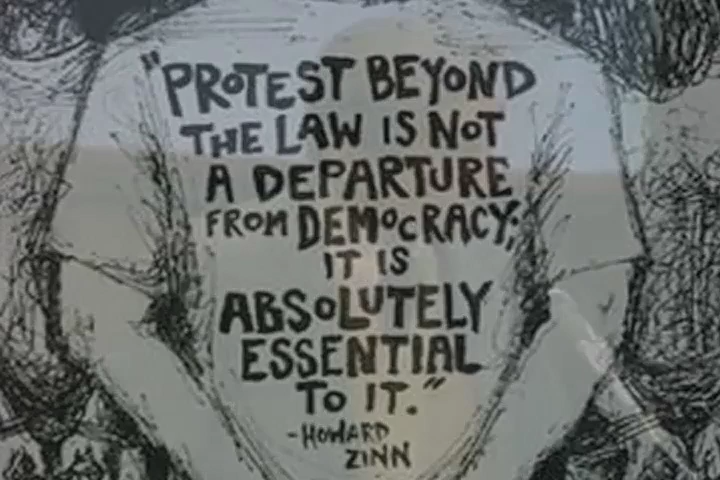 "PROTEST BEYOND
THE LAW IS NOT
A DEPARTURE
FROM DEMOCRACY;
IT IS
ABSOLUTELY
ESSENTIAL
TO IT."
-HOWARD
ZINN